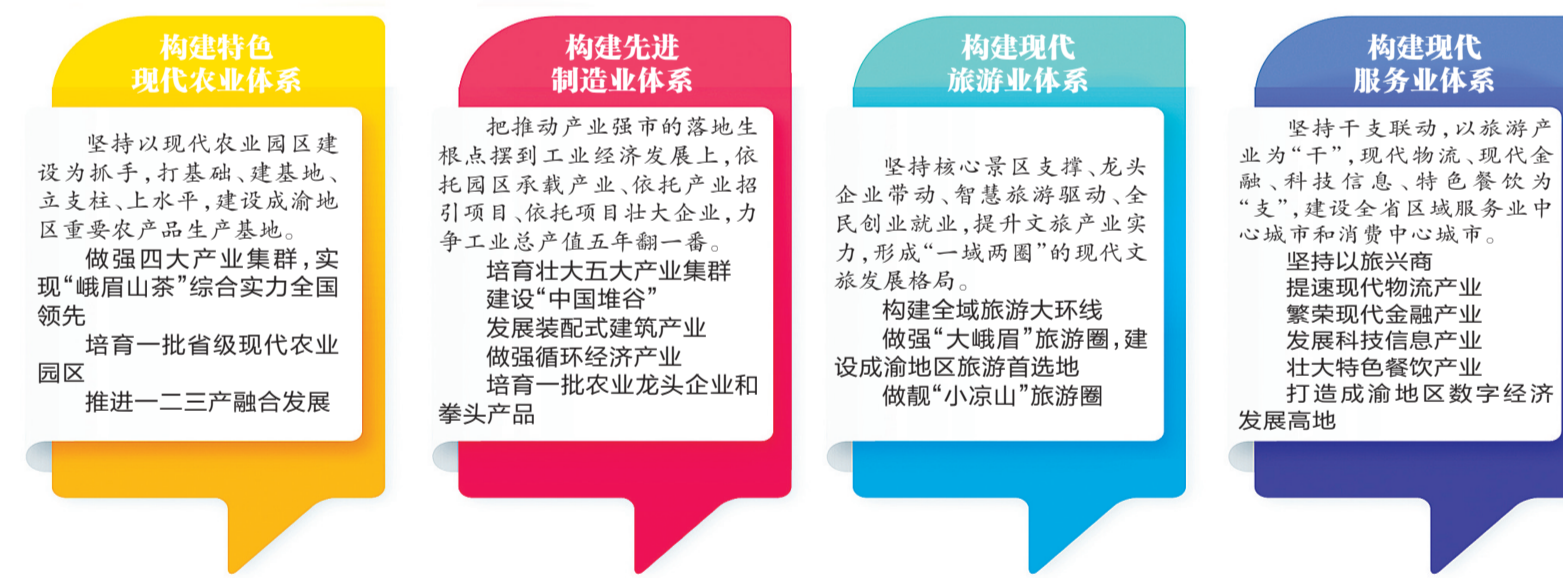 构建特色
现代农业体系
坚持以现代农业园区建
设为抓手，打基础、建基地、
立支柱、上水平，建设成渝地
区重要农产品生产基地。
做强四大产业集群，实
现“峨眉山茶”综合实力全国
领先
培育一批省级现代农业
园区
推进一二三产融合发展
构建先进
制造业体系
把推动产业强市的落地生
根点摆到工业经济发展上，依
托园区承载产业、依托产业招
引项目、依托项目壮大企业，力
争工业总产值五年翻一番。
培育壮大五大产业集群
建设“中国堆谷”
发展装配式建筑产业
做强循环经济产业
培育一批农业龙头企业和
拳头产品
构建现代
旅游业体系
坚持核心景区支撑、龙头
企业带动、智慧旅游驱动、全
民创业就业，提升文旅产业实
力，形成“一域两圈”的现代文
旅发展格局。
构建全域旅游大环线
做强“大峨眉”旅游圈，建
设成渝地区旅游首选地
做靓“小凉山”旅游圈
构建现代
服务业体系
坚持干支联动，以旅游产
业为“干”，现代物流、现代金
融、科技信息、特色餐饮为
“支”，建设全省区域服务业中
心城市和消费中心城市。
坚持以旅兴商
提速现代物流产业
繁荣现代金融产业
发展科技信息产业
壮大特色餐饮产业
打造成渝地区数字经济
发展高地